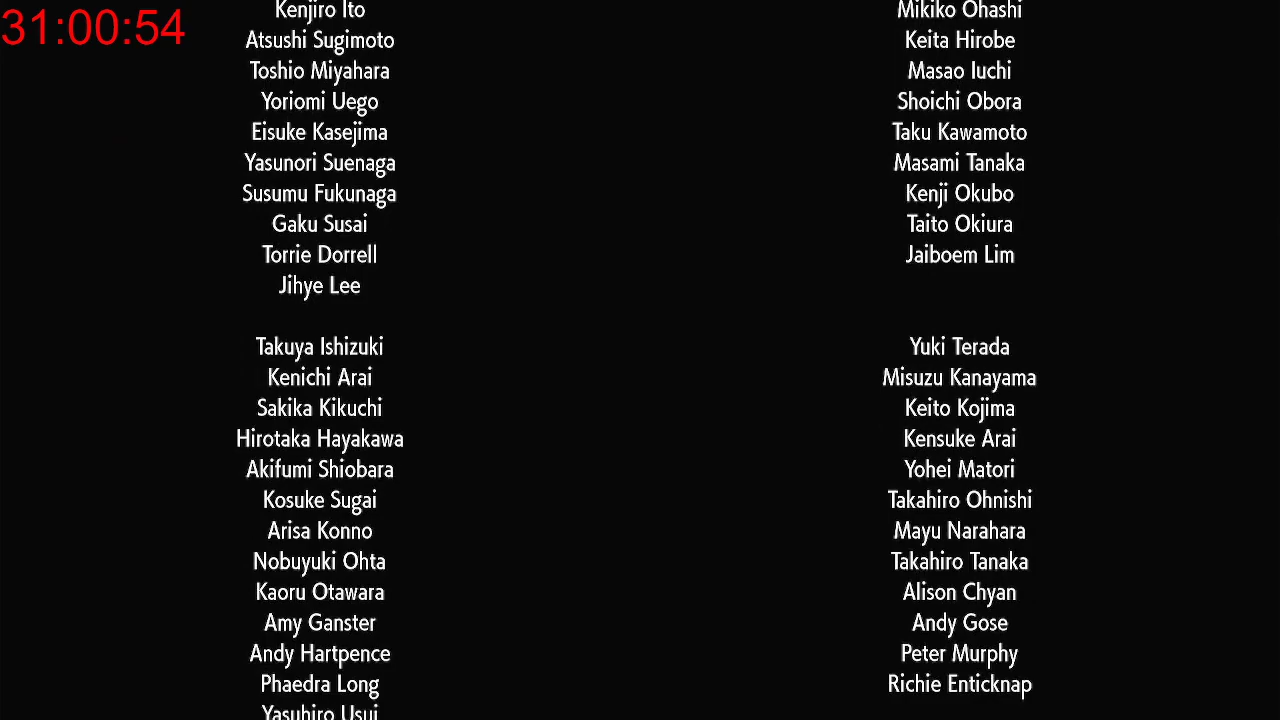 31:00:54
Kenjiro Ito
Mikiko Ohashi
Atsushi Sugimoto
Keita Hirobe
Toshio Miyahara
Masao Iuchi
Yoriomi Uego
Shoichi Obora
Eisuke Kasejima
Taku Kawamoto
Yasunori Suenaga
Masami Tanaka
Susumu Fukunaga
Kenji Okubo
Gaku Susai
Taito Okiura
Torrie Dorrell
Jaiboem Lim
Jihye Lee
Takuya Ishizuki
Yuki Terada
Kenichi Arai
Misuzu Kanayama
Sakika Kikuchi
Keito Kojima
Hirotaka Hayakawa
Kensuke Arai
Akifumi Shiobara
Yohei Matori
Kosuke Sugai
Takahiro Ohnishi
Arisa Konno
Mayu Narahara
Nobuyuki Ohta
Takahiro Tanaka
Kaoru Otawara
Alison Chyan
Amy Ganster
Andy Gose
Andy Hartpence
Peter Murphy
Phaedra Long
Richie Enticknap
Yasuhiro Usui